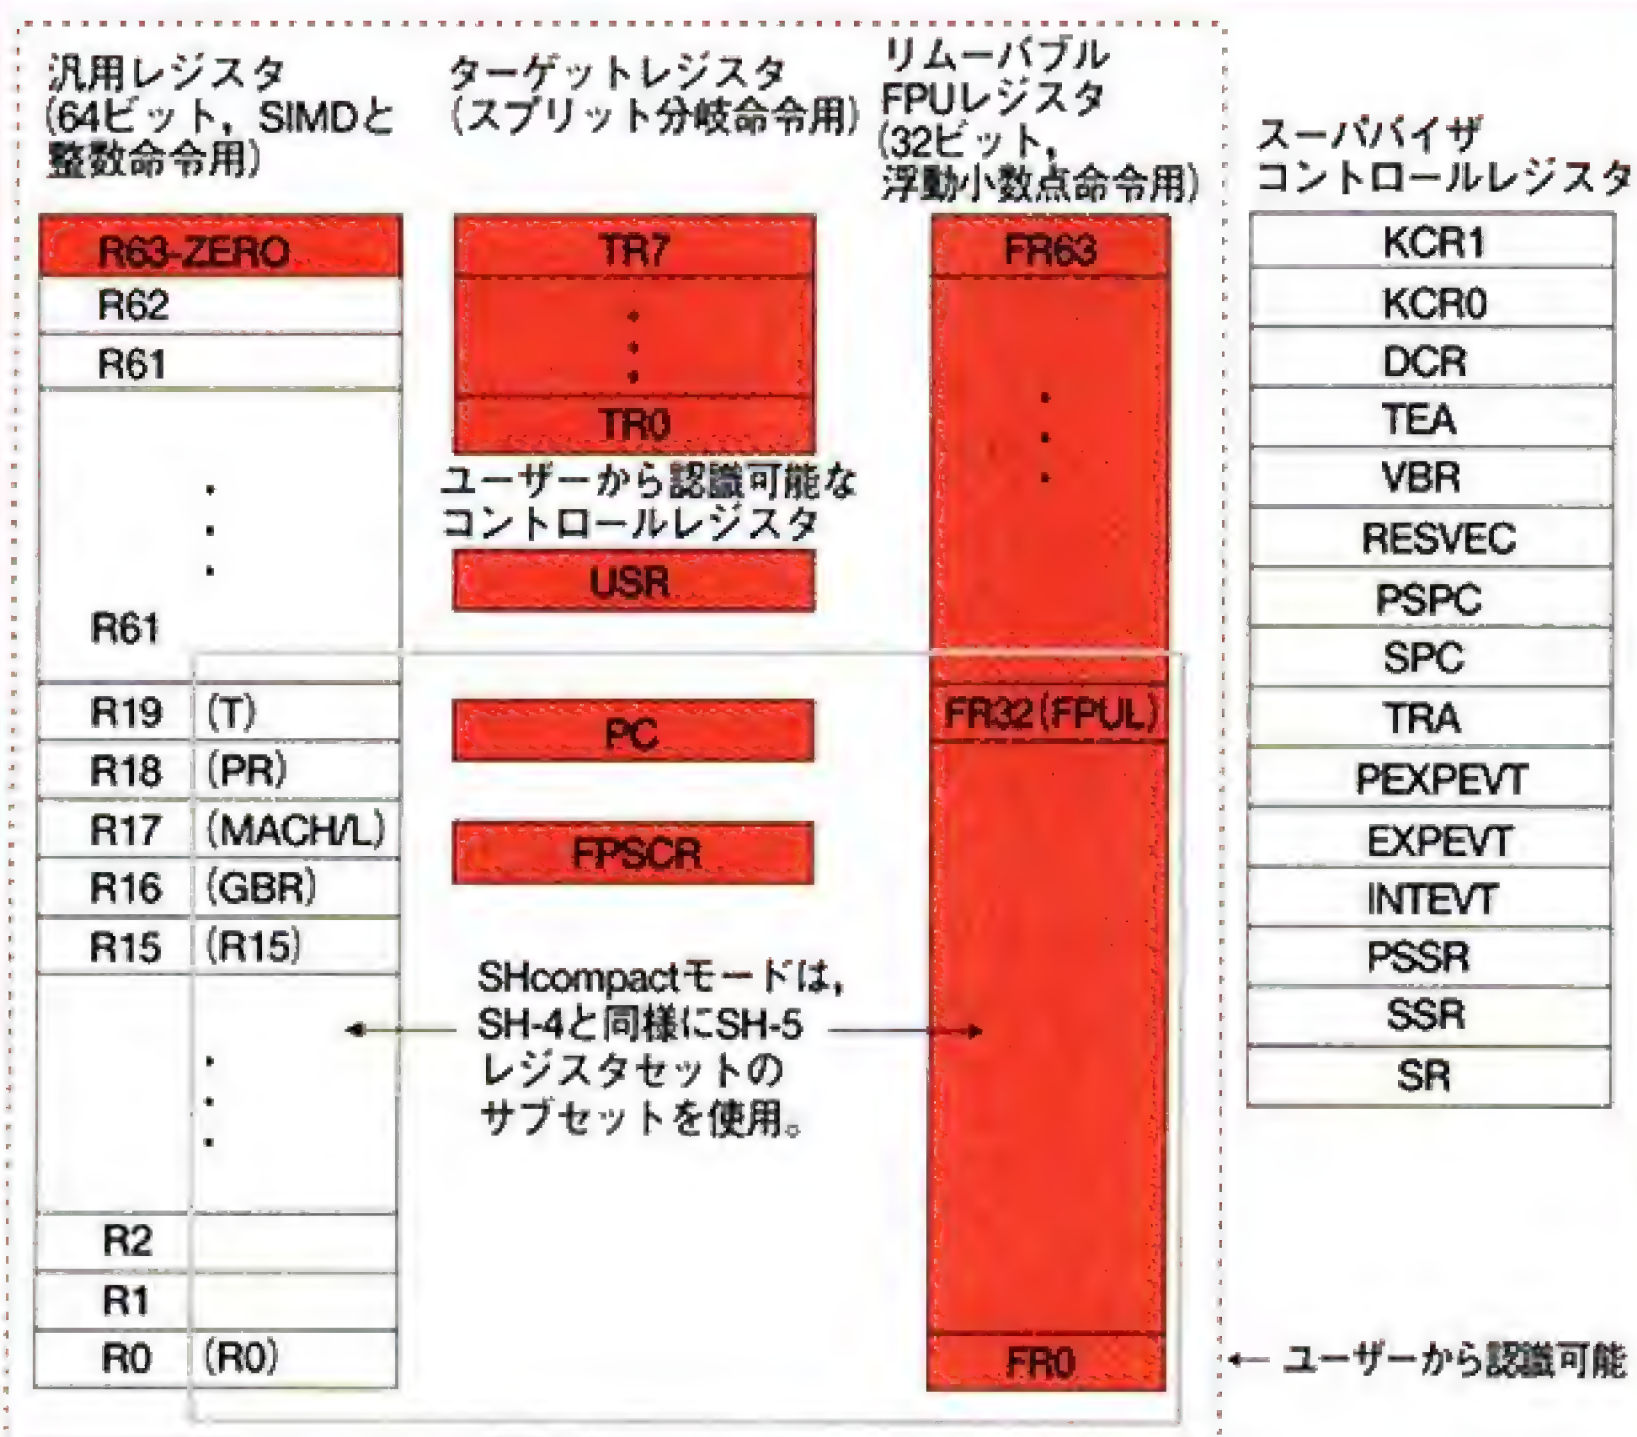 汎用レジスタ
(64ビット，SIMDと
整数命令用)
R63-ZERO
R62
R61
R61
R19 (T)
R18 (PR)
R17 (MACH/L)
R16 (GBR)
R15 (R15)
R2
R1
R0 (R0)
ターゲットレジスタ
(スプリット分岐命令用)
TR7
TR0
ユーザーから認識可能な
コントロールレジスタ
USR
PC
FPSCR
SHcompactモードは，
SH-4と同様にSH-5
レジスタセットの
サブセットを使用。
リムーバブル
FPUレジスタ
(32ビット，
浮動小数点命令用)
FR63
FR32(FPUL)
FR0
スーパバイザ
コントロールレジスタ
KCR1
KCR0
DCR
TEA
VBR
RESVEC
PSPC
SPC
TRA
PEXPEVT
EXPEVT
INTEVT
PSSR
SSR
SR
← ユーザーから認識可能